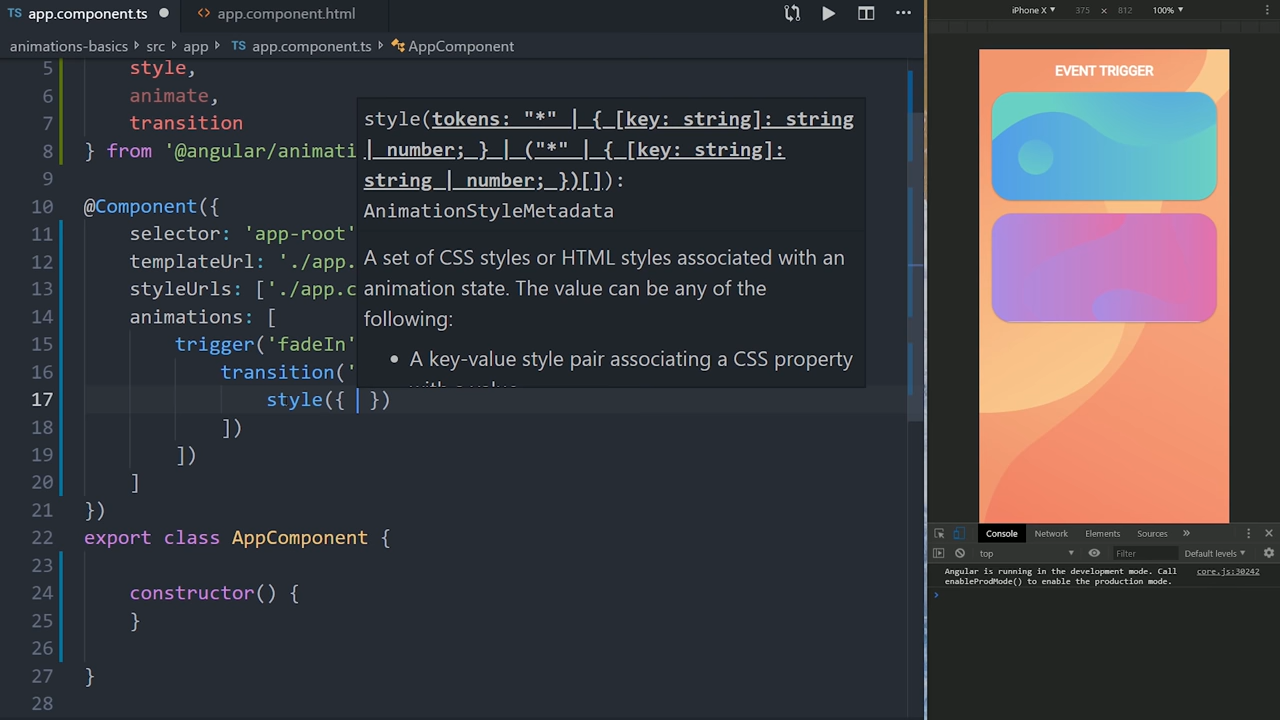 TS app.component.ts ●
<> app.component.html
animations-basics > src > app > TS app.component.ts > AppComponent
5 style,
6 animate,
7 transition
8 } from '@angular/animati
9
10 @Component({
11 selector: 'app-root'
12 templateUrl: './app.
13 styleUrls: ['./app.c
14 animations: [
15 trigger('fadeIn'
16 transition('
17 style({ })
18 ])
19 ])
20 ]
21 })
22 export class AppComponent {
23
24 constructor() {
25 }
26
27 }
28
style(tokens: "*" | { [key: string]: string
| number; } | ("*" | { [key: string]:
string | number; })[]):
AnimationStyleMetadata
A set of CSS styles or HTML styles associated with an
animation state. The value can be any of the
following:
• A key-value style pair associating a CSS property
with a value
iPhone X ▾ 375 × 812 100% ▾
EVENT TRIGGER
Console Network Elements Sources »
top ▾ Filter Default levels ▾
Angular is running in the development mode. Call core.js:30242
enableProdMode() to enable the production mode.